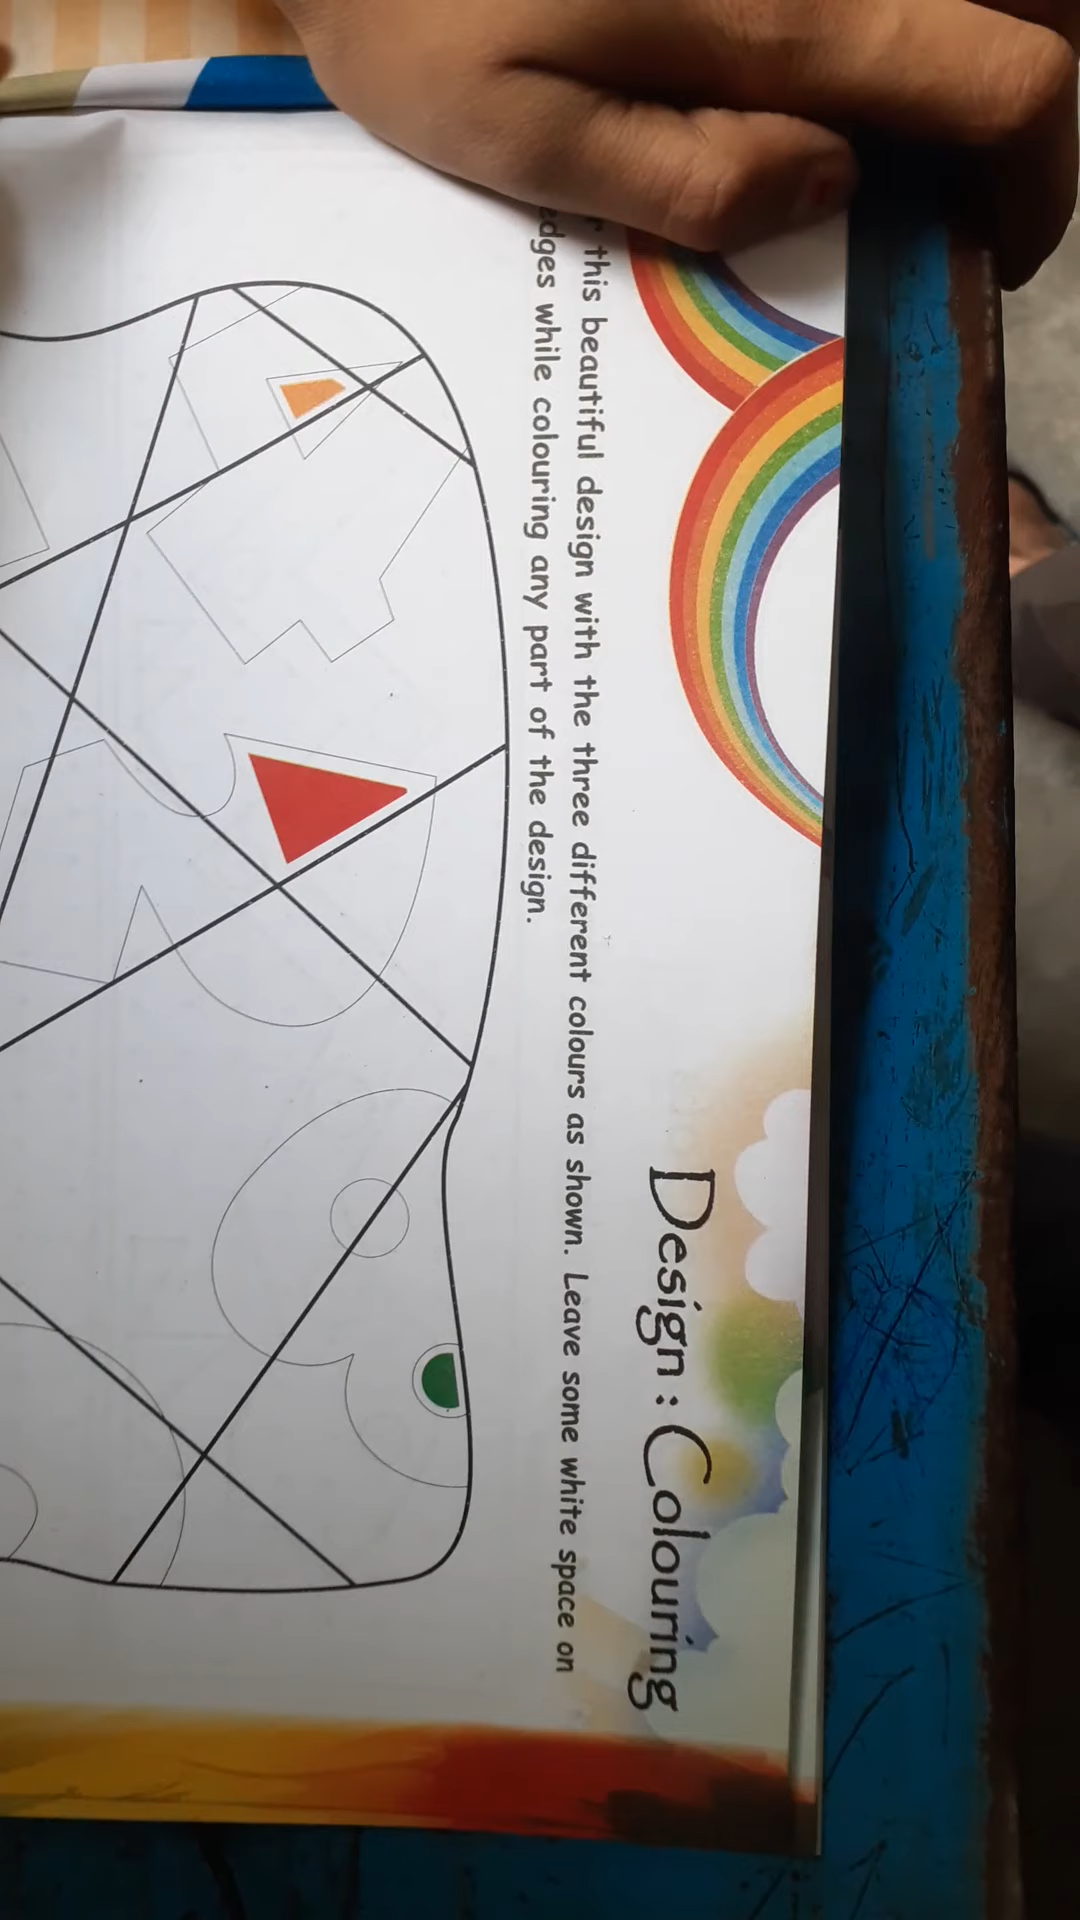 Design : Colouring
this beautiful design with the three different colours as shown. Leave some white space on
edges while colouring any part of the design.